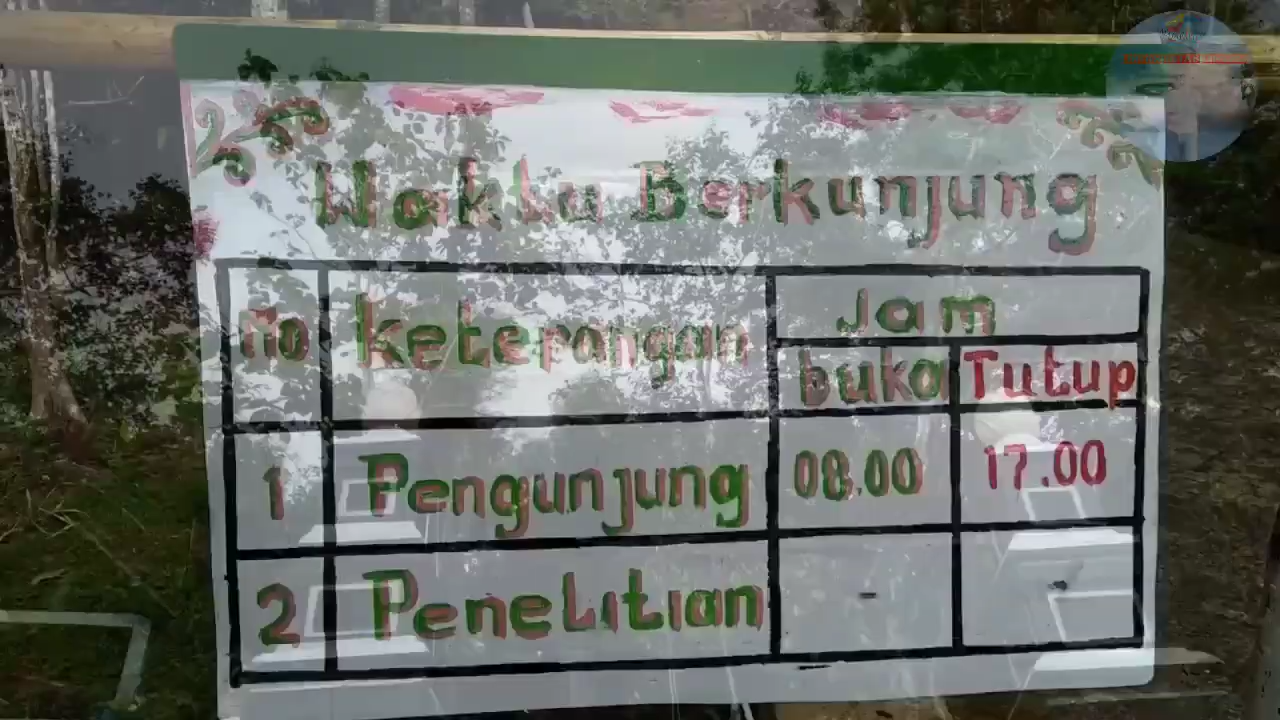 Waktu Berkunjung
no keterangan Jam
buka Tutup
1 Pengunjung 08.00 17.00
2 Penelitian - -